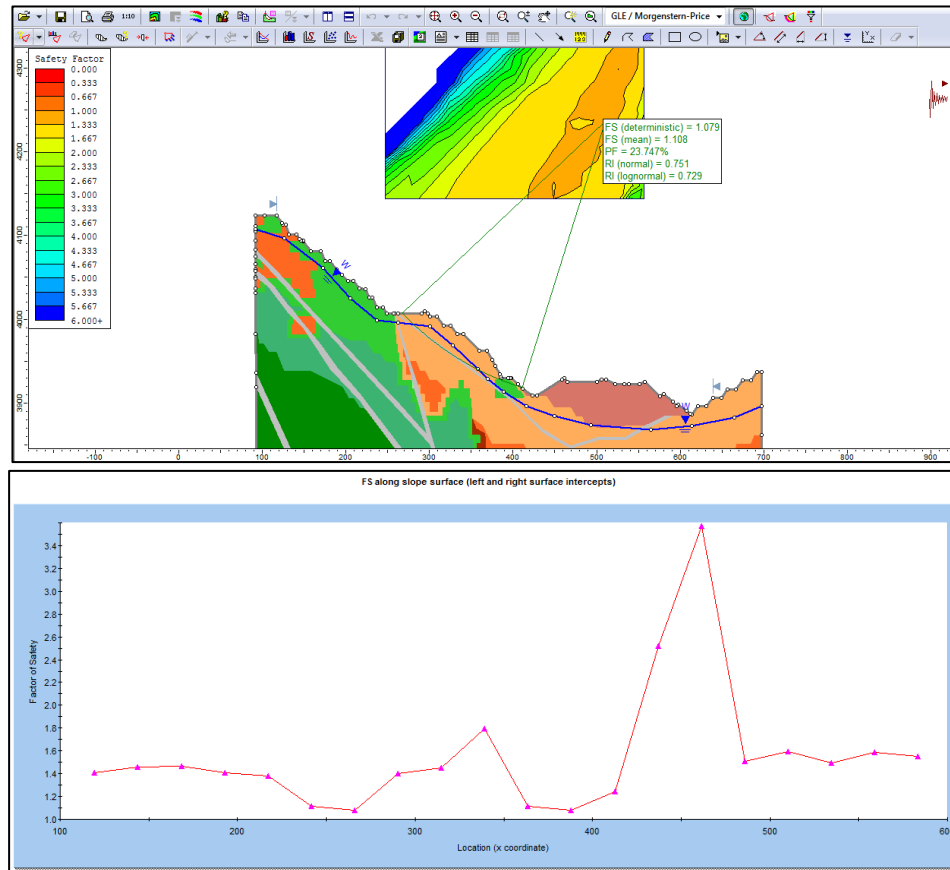 1:10
GLE / Morgenstern-Price
Safety Factor
0.000
0.333
0.667
1.000
1.333
1.667
2.000
2.333
2.667
3.000
3.333
3.667
4.000
4.333
4.667
5.000
5.333
5.667
6.000+
FS (deterministic) = 1.079
FS (mean) = 1.108
PF = 23.747%
RI (normal) = 0.751
RI (lognormal) = 0.729
W
W
4300
4200
4100
4000
3900
-100 0 100 200 300 400 500 600 700 800 900
FS along slope surface (left and right surface intercepts)
Factor of Safety
3.4
3.2
3.0
2.8
2.6
2.4
2.2
2.0
1.8
1.6
1.4
1.2
1.0
100 200 300 400 500 600
Location (x coordinate)